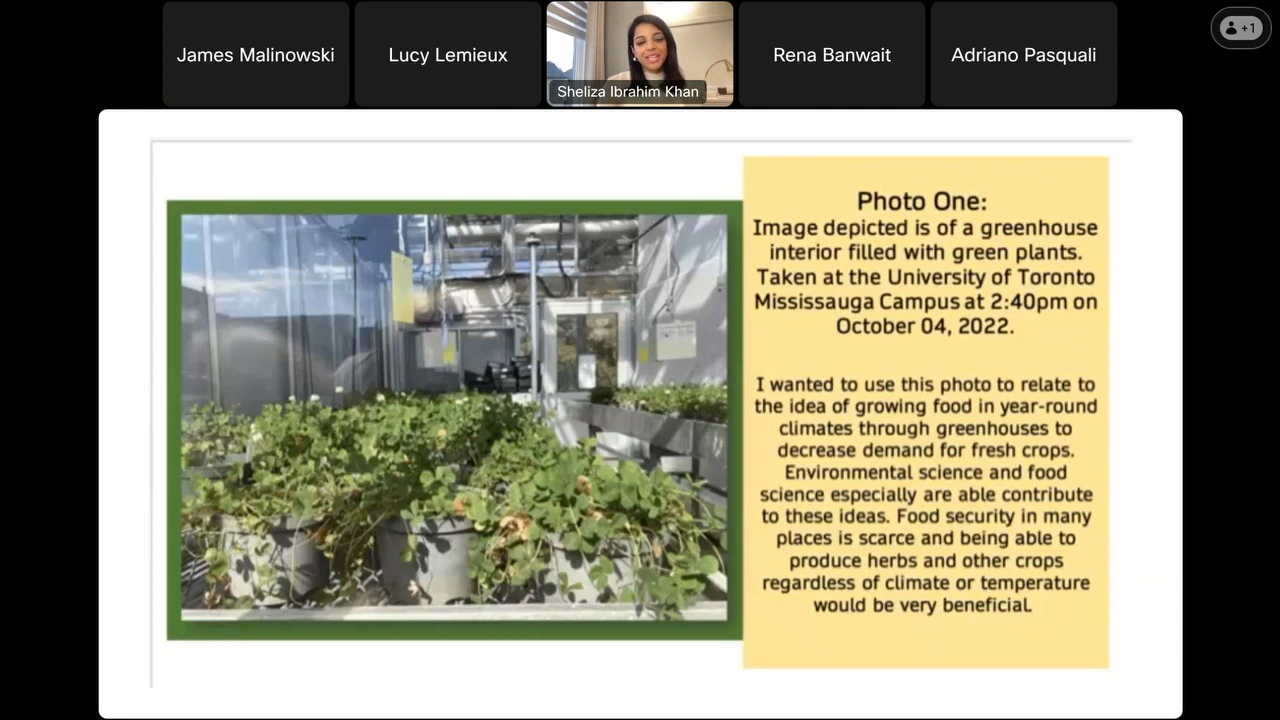 James Malinowski
Lucy Lemieux
Sheliza Ibrahim Khan
Rena Banwait
Adriano Pasquali
+1
Photo One:
Image depicted is of a greenhouse
interior filled with green plants.
Taken at the University of Toronto
Mississauga Campus at 2:40pm on
October 04, 2022.
I wanted to use this photo to relate to
the idea of growing food in year-round
climates through greenhouses to
decrease demand for fresh crops.
Environmental science and food
science especially are able contribute
to these ideas. Food security in many
places is scarce and being able to
produce herbs and other crops
regardless of climate or temperature
would be very beneficial.